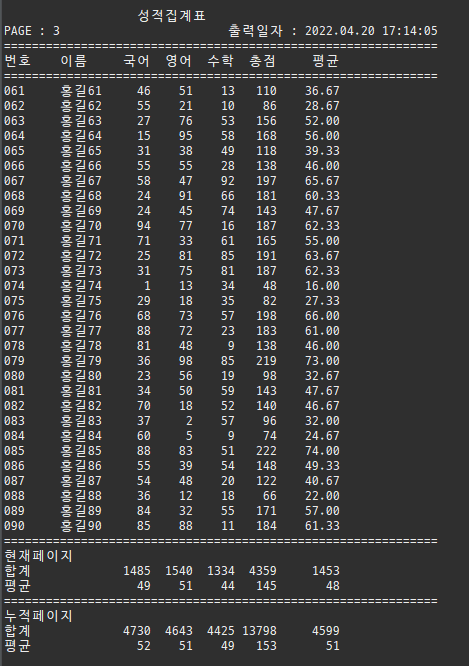 성적집계표
PAGE : 3 출력일자 : 2022.04.20 17:14:05
==============================================================
번호 이름 국어 영어 수학 총점 평균
==============================================================
061 홍길61 46 51 13 110 36.67
062 홍길62 55 21 10 86 28.67
063 홍길63 27 76 53 156 52.00
064 홍길64 15 95 58 168 56.00
065 홍길65 31 38 49 118 39.33
066 홍길66 55 55 28 138 46.00
067 홍길67 58 47 92 197 65.67
068 홍길68 24 91 66 181 60.33
069 홍길69 24 45 74 143 47.67
070 홍길70 94 77 16 187 62.33
071 홍길71 71 33 61 165 55.00
072 홍길72 25 81 85 191 63.67
073 홍길73 31 75 81 187 62.33
074 홍길74 1 13 34 48 16.00
075 홍길75 29 18 35 82 27.33
076 홍길76 68 73 57 198 66.00
077 홍길77 88 72 23 183 61.00
078 홍길78 81 48 9 138 46.00
079 홍길79 36 98 85 219 73.00
080 홍길80 23 56 19 98 32.67
081 홍길81 34 50 59 143 47.67
082 홍길82 70 18 52 140 46.67
083 홍길83 37 2 57 96 32.00
084 홍길84 60 5 9 74 24.67
085 홍길85 88 83 51 222 74.00
086 홍길86 55 39 54 148 49.33
087 홍길87 54 48 20 122 40.67
088 홍길88 36 12 18 66 22.00
089 홍길89 84 32 55 171 57.00
090 홍길90 85 88 11 184 61.33
==============================================================
현재페이지
합계 1485 1540 1334 4359 1453
평균 49 51 44 145 48
==============================================================
누적페이지
합계 4730 4643 4425 13798 4599
평균 52 51 49 153 51